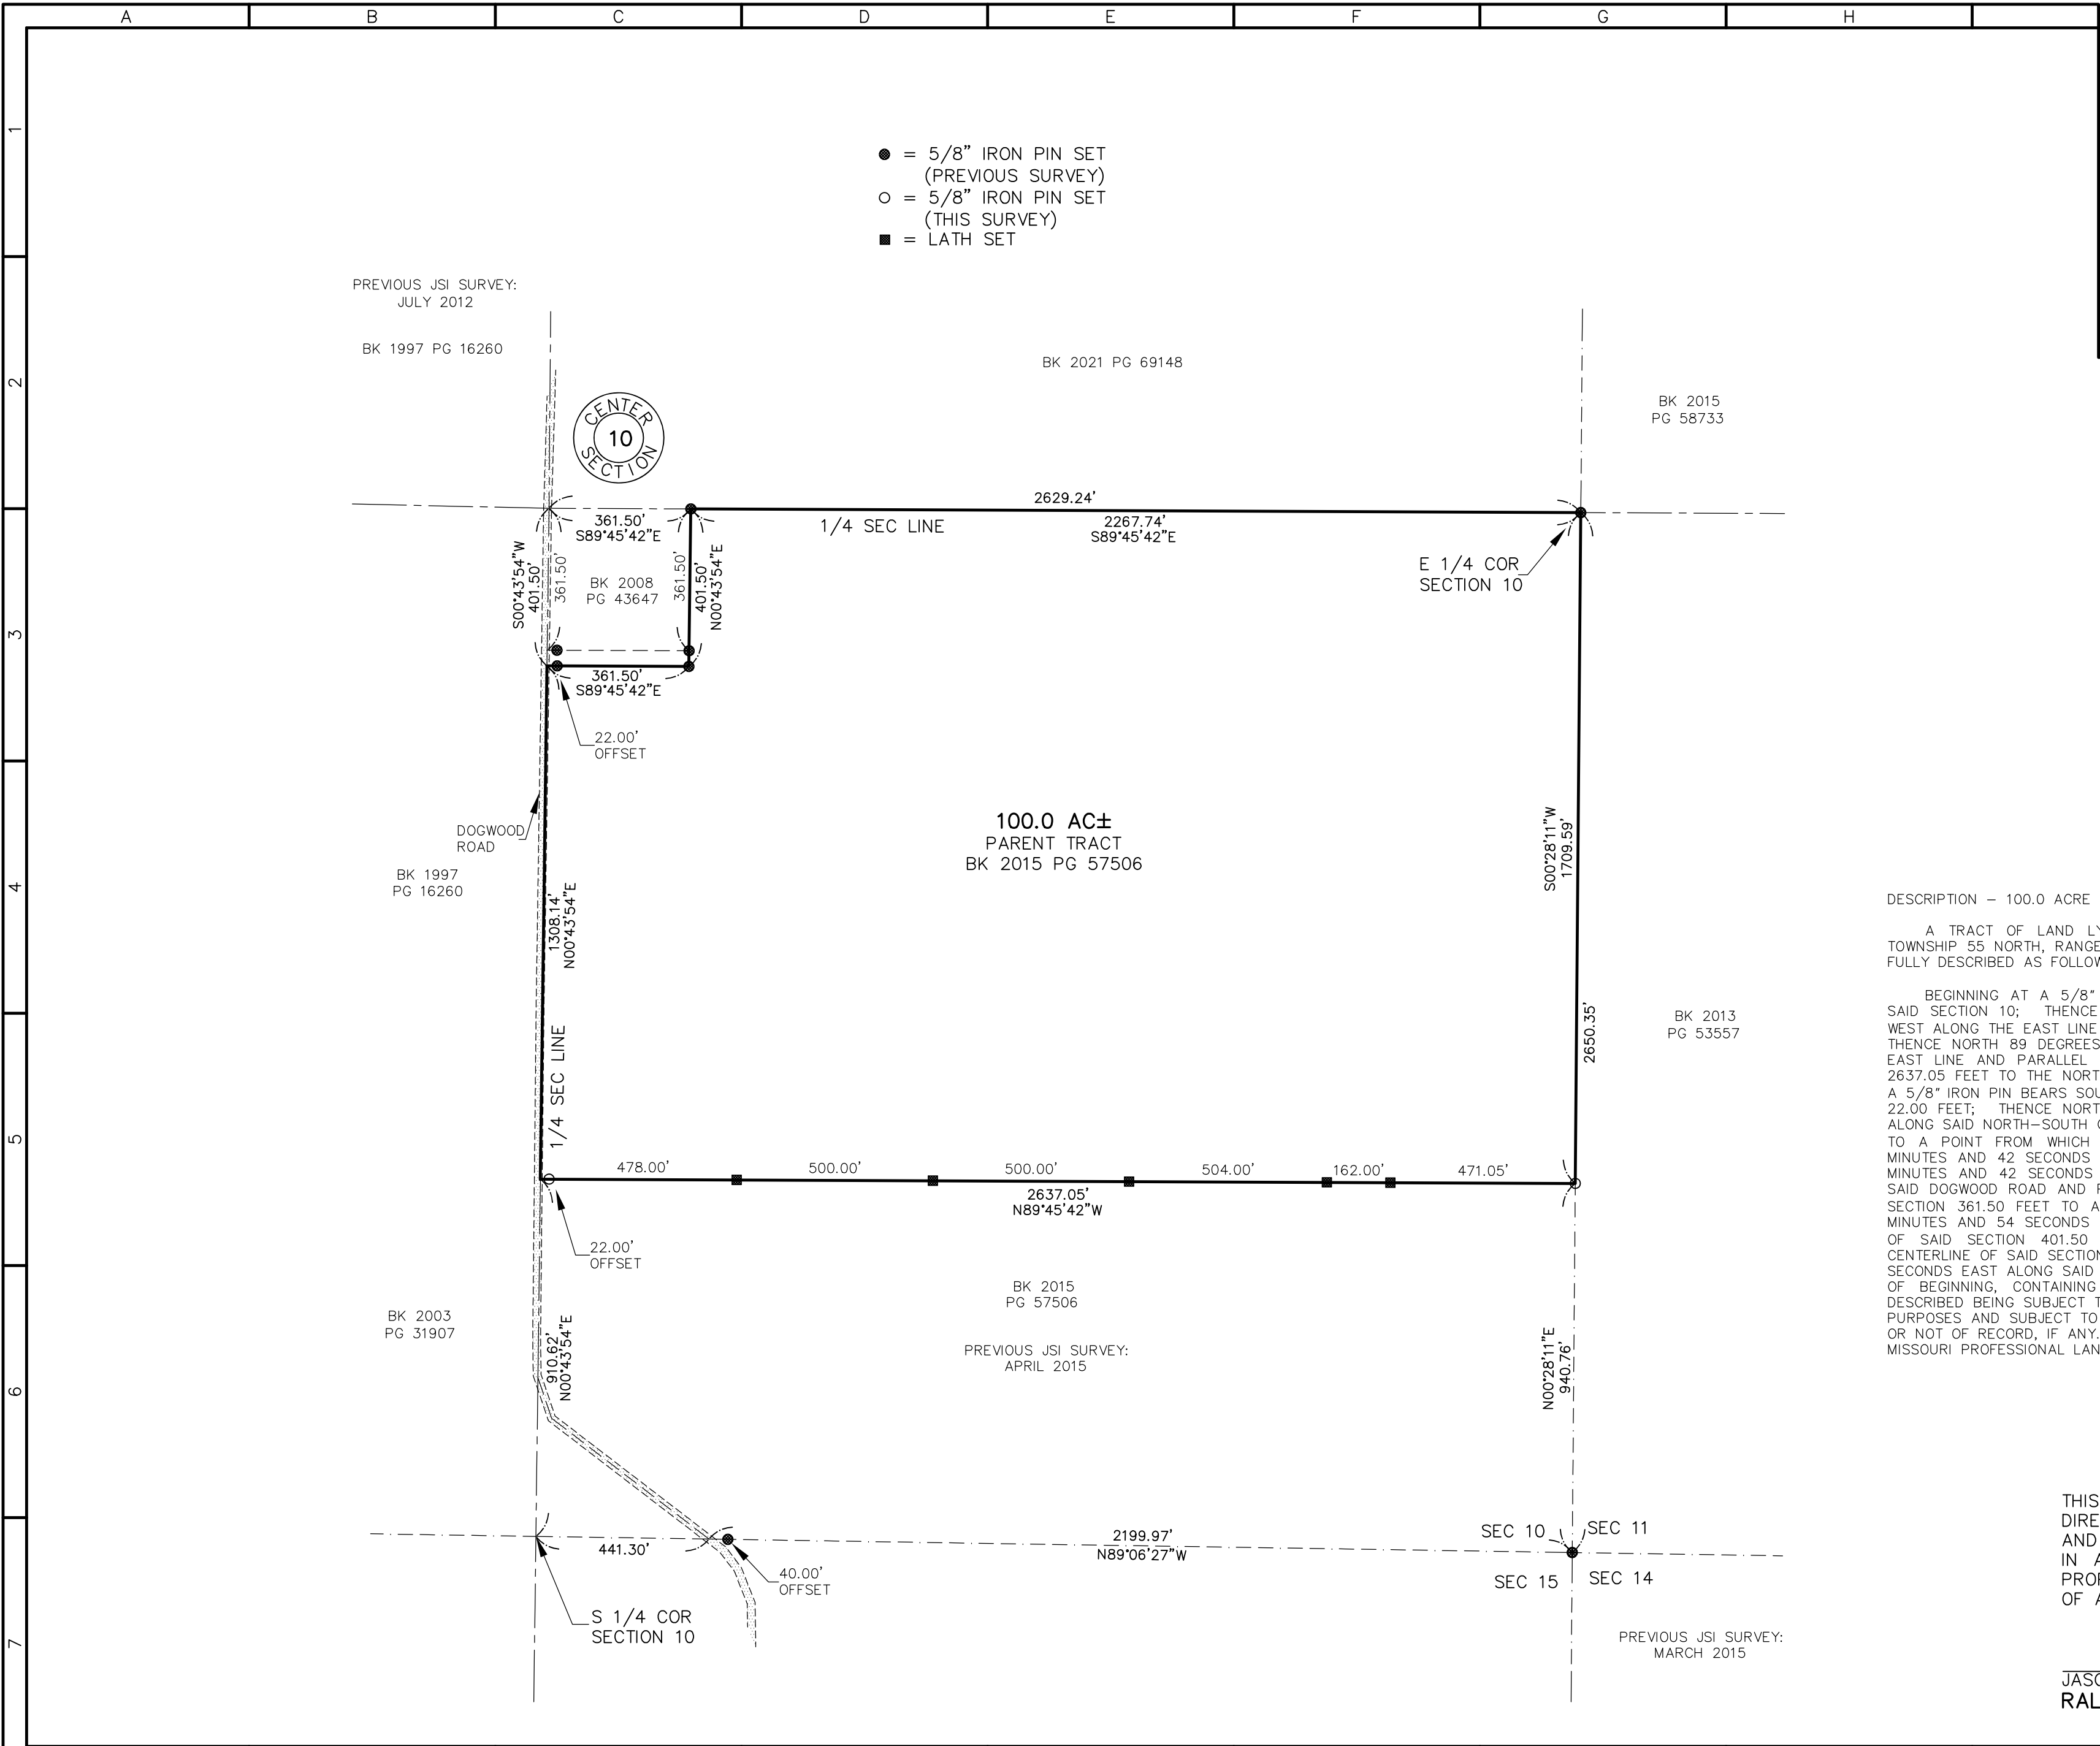 A B C D E F G H
1
2
3
4
5
6
7
= 5/8" IRON PIN SET
(PREVIOUS SURVEY)
= 5/8" IRON PIN SET
(THIS SURVEY)
= LATH SET
PREVIOUS JSI SURVEY:
JULY 2012
BK 1997 PG 16260
BK 2021 PG 69148
BK 2015
PG 58733
CENTER
10
SECTION
2629.24'
361.50'
S89°45'42"E
1/4 SEC LINE
2267.74'
S89°45'42"E
E 1/4 COR
SECTION 10
S00°43'54"W
401.50'
361.50'
BK 2008
PG 43647
361.50'
401.50'
N00°43'54"E
361.50'
S89°45'42"E
22.00'
OFFSET
DOGWOOD
ROAD
BK 1997
PG 16260
1308.14'
N00°43'54"E
1/4 SEC LINE
100.0 AC±
PARENT TRACT
BK 2015 PG 57506
S00°28'11"W
1709.59'
2650.35'
BK 2013
PG 53557
478.00' 500.00' 500.00' 504.00' 162.00' 471.05'
2637.05'
N89°45'42"W
22.00'
OFFSET
BK 2003
PG 31907
910.62'
N00°43'54"E
BK 2015
PG 57506
PREVIOUS JSI SURVEY:
APRIL 2015
N00°28'11"E
940.76'
441.30'
2199.97'
N89°06'27"W
40.00'
OFFSET
S 1/4 COR
SECTION 10
SEC 10 SEC 11
SEC 15 SEC 14
PREVIOUS JSI SURVEY:
MARCH 2015
DESCRIPTION – 100.0 ACRE
A TRACT OF LAND LY
TOWNSHIP 55 NORTH, RANGE
FULLY DESCRIBED AS FOLLOW
BEGINNING AT A 5/8"
SAID SECTION 10; THENCE
WEST ALONG THE EAST LINE
THENCE NORTH 89 DEGREES
EAST LINE AND PARALLEL
2637.05 FEET TO THE NORT
A 5/8" IRON PIN BEARS SOU
22.00 FEET; THENCE NORT
ALONG SAID NORTH–SOUTH C
TO A POINT FROM WHICH
MINUTES AND 42 SECONDS
MINUTES AND 42 SECONDS
SAID DOGWOOD ROAD AND P
SECTION 361.50 FEET TO A
MINUTES AND 54 SECONDS
OF SAID SECTION 401.50
CENTERLINE OF SAID SECTION
SECONDS EAST ALONG SAID
OF BEGINNING, CONTAINING
DESCRIBED BEING SUBJECT T
PURPOSES AND SUBJECT TO
OR NOT OF RECORD, IF ANY.
MISSOURI PROFESSIONAL LAN
THIS
DIRE
AND
IN A
PROF
OF A
JASO
RAL